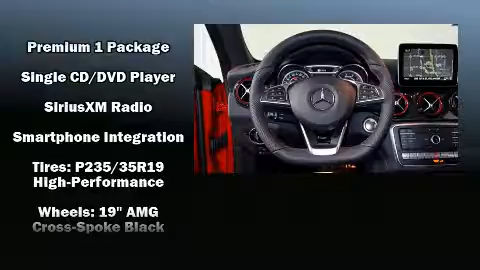 Premium 1 Package
Single CD/DVD Player
SiriusXM Radio
Smartphone Integration
Tires: P235/35R19
High-Performance
Wheels: 19" AMG
Cross-Spoke Black